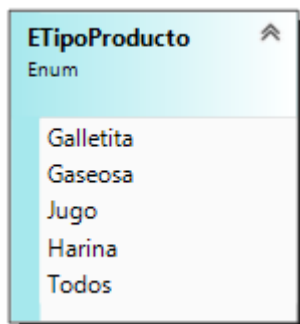 ETipoProducto
Enum
Galletita
Gaseosa
Jugo
Harina
Todos